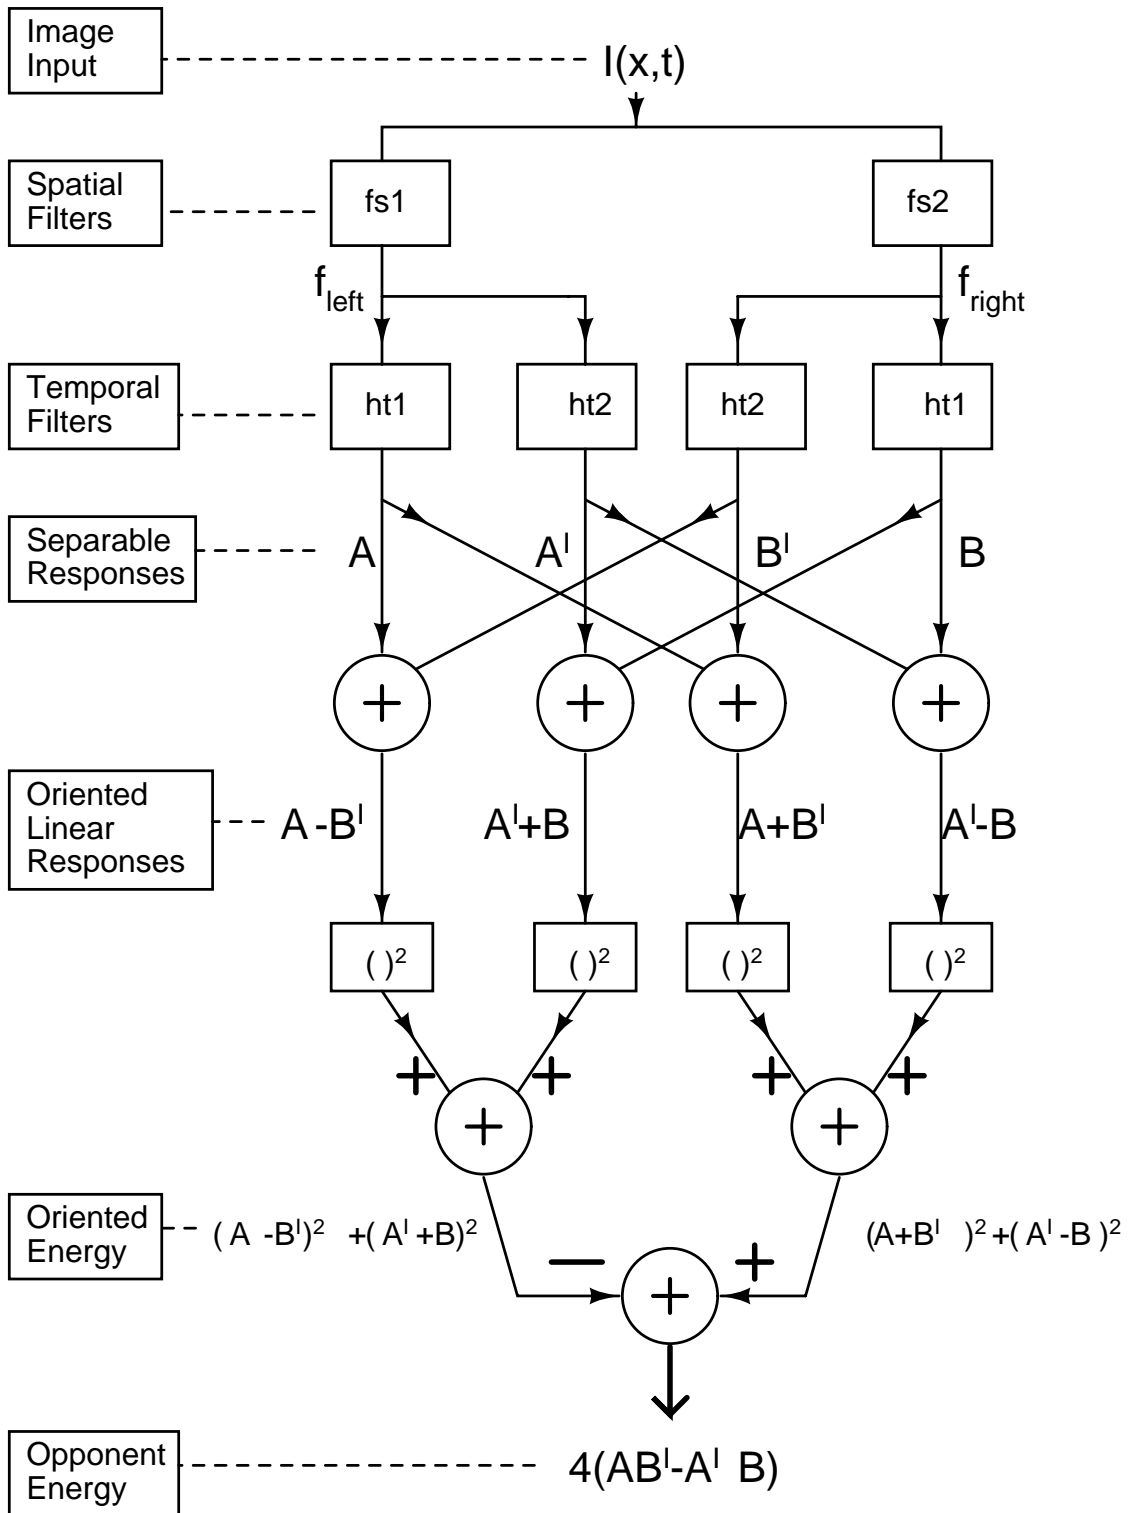 Image
Input
I(x,t)
Spatial
Filters
fs1
fs2
f_left
f_right
Temporal
Filters
ht1
ht2
ht2
ht1
Separable
Responses
A
A^I
B^I
B
+
+
+
+
Oriented
Linear
Responses
A -B^I
A^I+B
A+B^I
A^I-B
( )²
( )²
( )²
( )²
+
+
+
+
+
+
Oriented
Energy
( A -B^I)² +( A^I +B)²
(A+B^I )² +( A^I -B )²
−
+
+
Opponent
Energy
4(AB^I-A^I B)